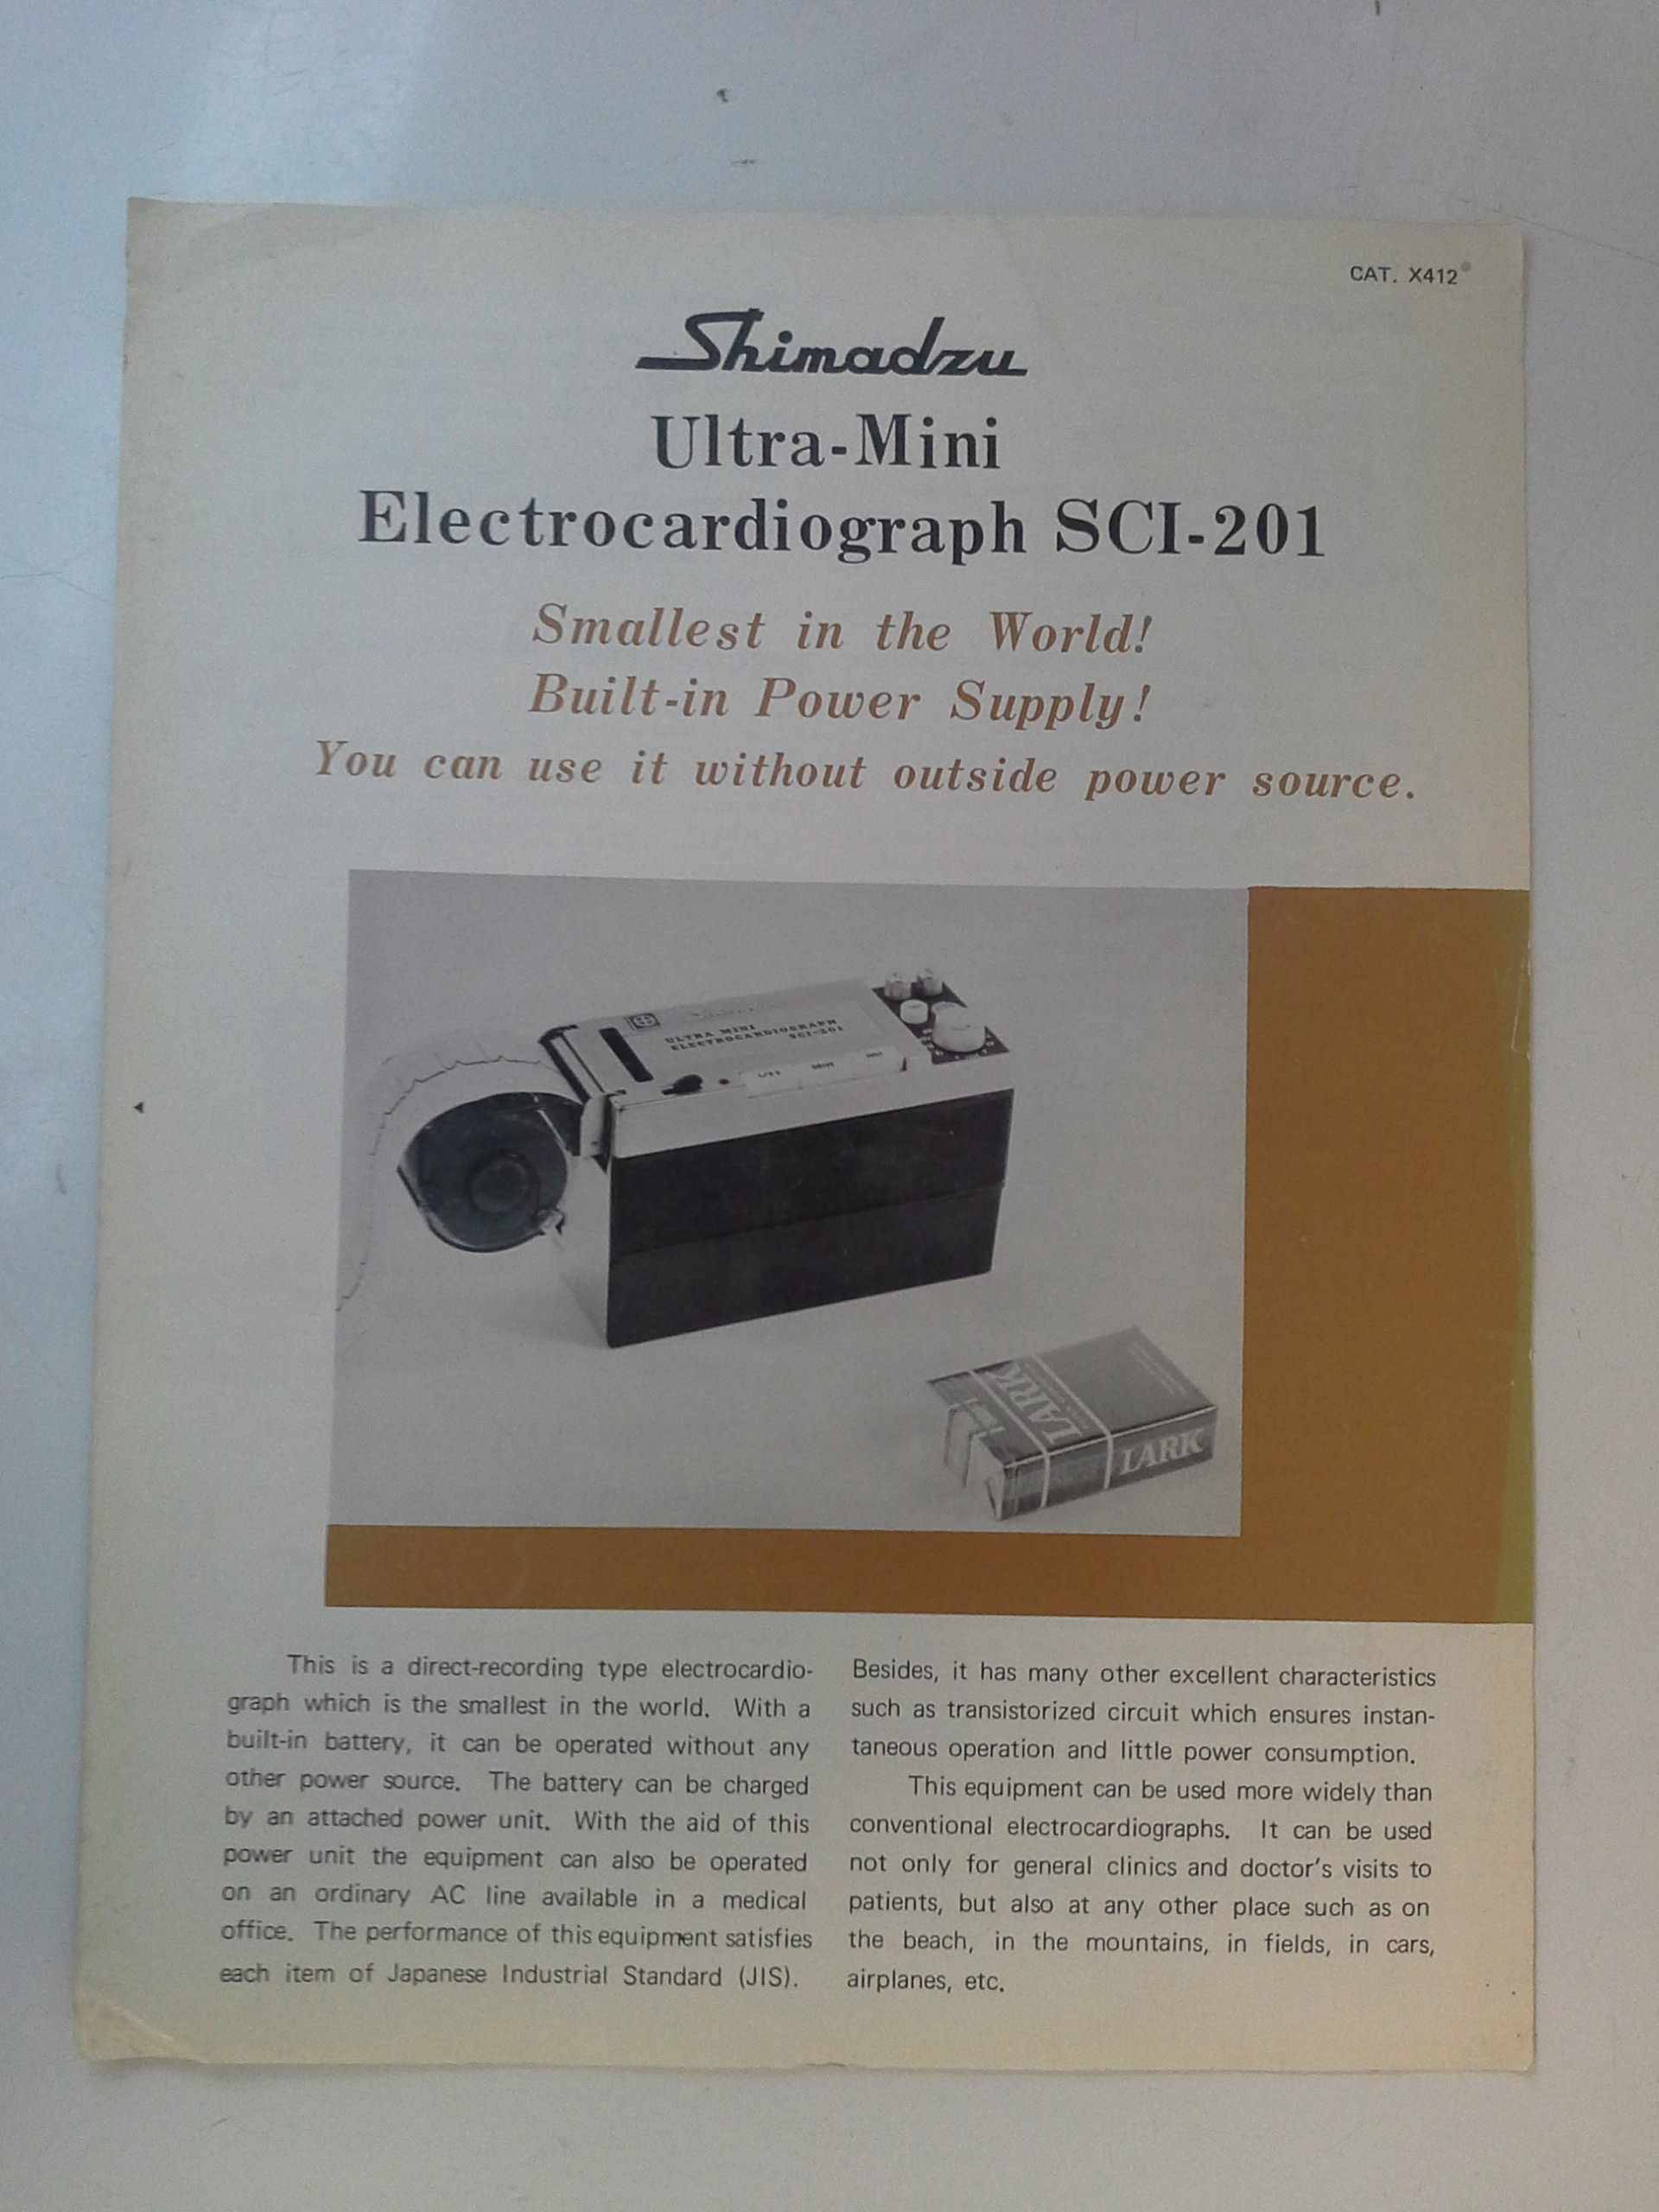 CAT. X412
Shimadzu
Ultra-Mini
Electrocardiograph SCI-201
Smallest in the World!
Built-in Power Supply!
You can use it without outside power source.
ULTRA MINI
ELECTROCARDIOGRAPH
SCI-201
LARK
LARK
This is a direct-recording type electrocardio-
graph which is the smallest in the world. With a
built-in battery, it can be operated without any
other power source. The battery can be charged
by an attached power unit. With the aid of this
power unit the equipment can also be operated
on an ordinary AC line available in a medical
office. The performance of this equipment satisfies
each item of Japanese Industrial Standard (JIS).
Besides, it has many other excellent characteristics
such as transistorized circuit which ensures instan-
taneous operation and little power consumption.
This equipment can be used more widely than
conventional electrocardiographs. It can be used
not only for general clinics and doctor's visits to
patients, but also at any other place such as on
the beach, in the mountains, in fields, in cars,
airplanes, etc.